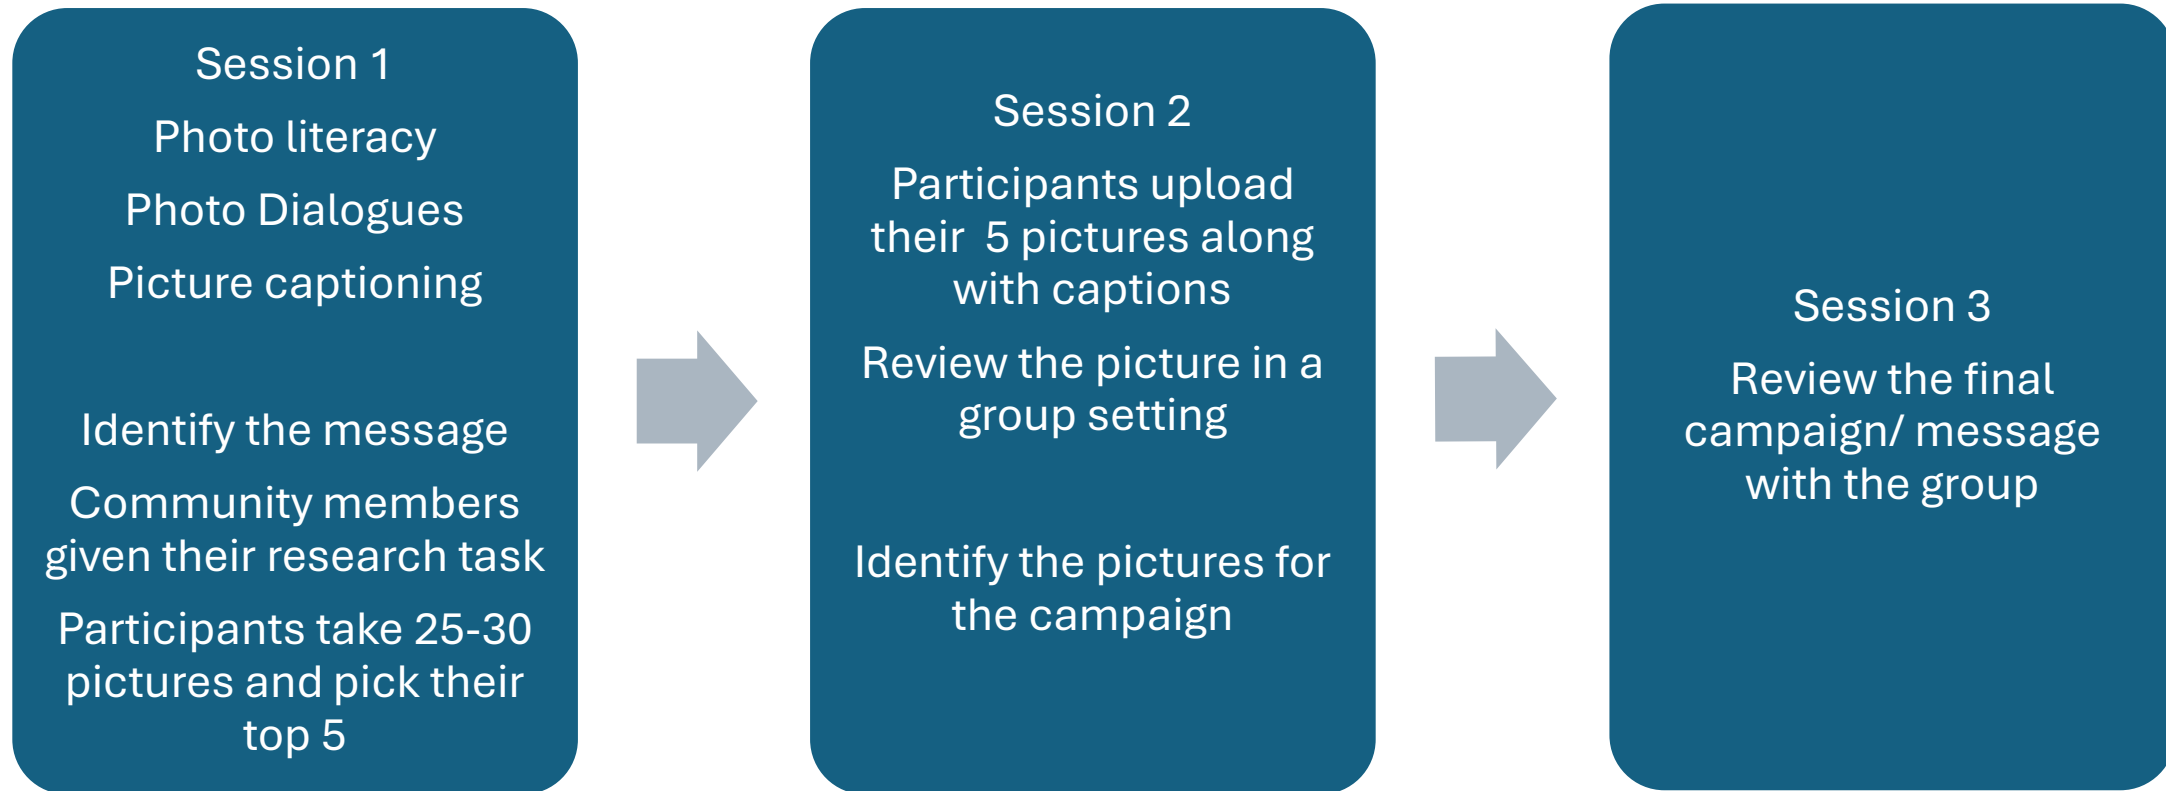 Session 1
Photo literacy
Photo Dialogues
Picture captioning
Identify the message
Community members
given their research task
Participants take 25-30
pictures and pick their
top 5
Session 2
Participants upload
their  5 pictures along
with captions
Review the picture in a
group setting
Identify the pictures for
the campaign
Session 3
Review the final
campaign/ message
with the group